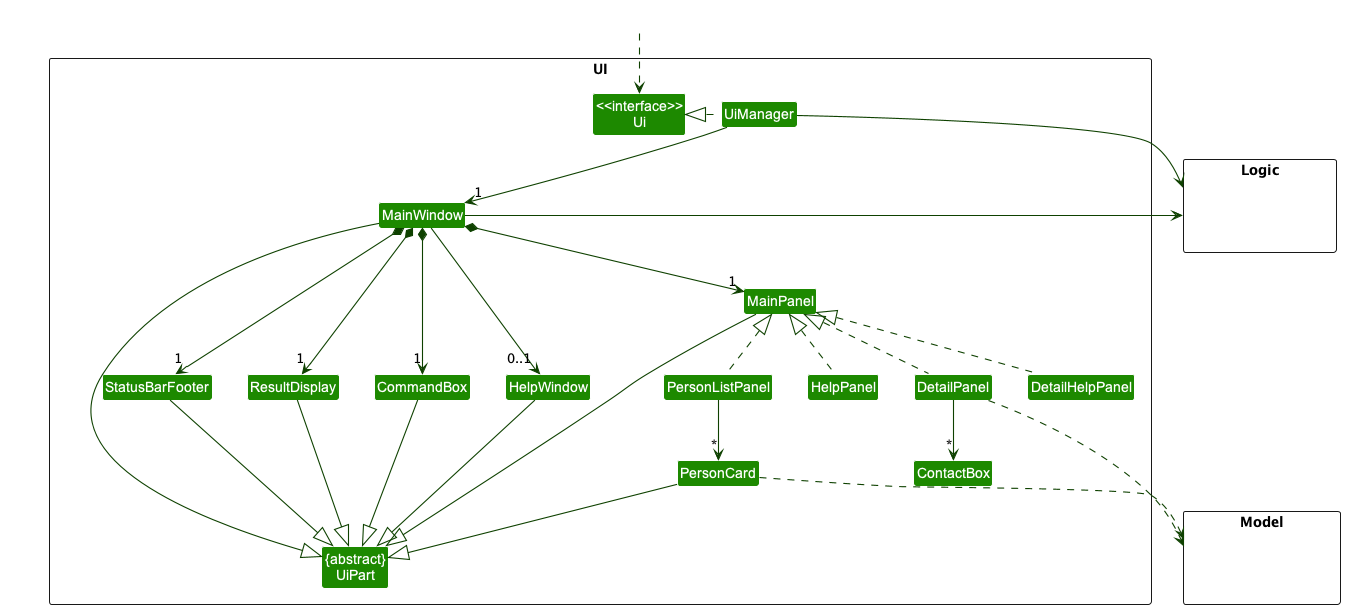 UI
<<interface>>
Ui
UiManager
Logic
1
MainWindow
1
MainPanel
1
1
1
0..1
StatusBarFooter
ResultDisplay
CommandBox
HelpWindow
PersonListPanel
HelpPanel
DetailPanel
DetailHelpPanel
*
*
PersonCard
ContactBox
Model
{abstract}
UiPart